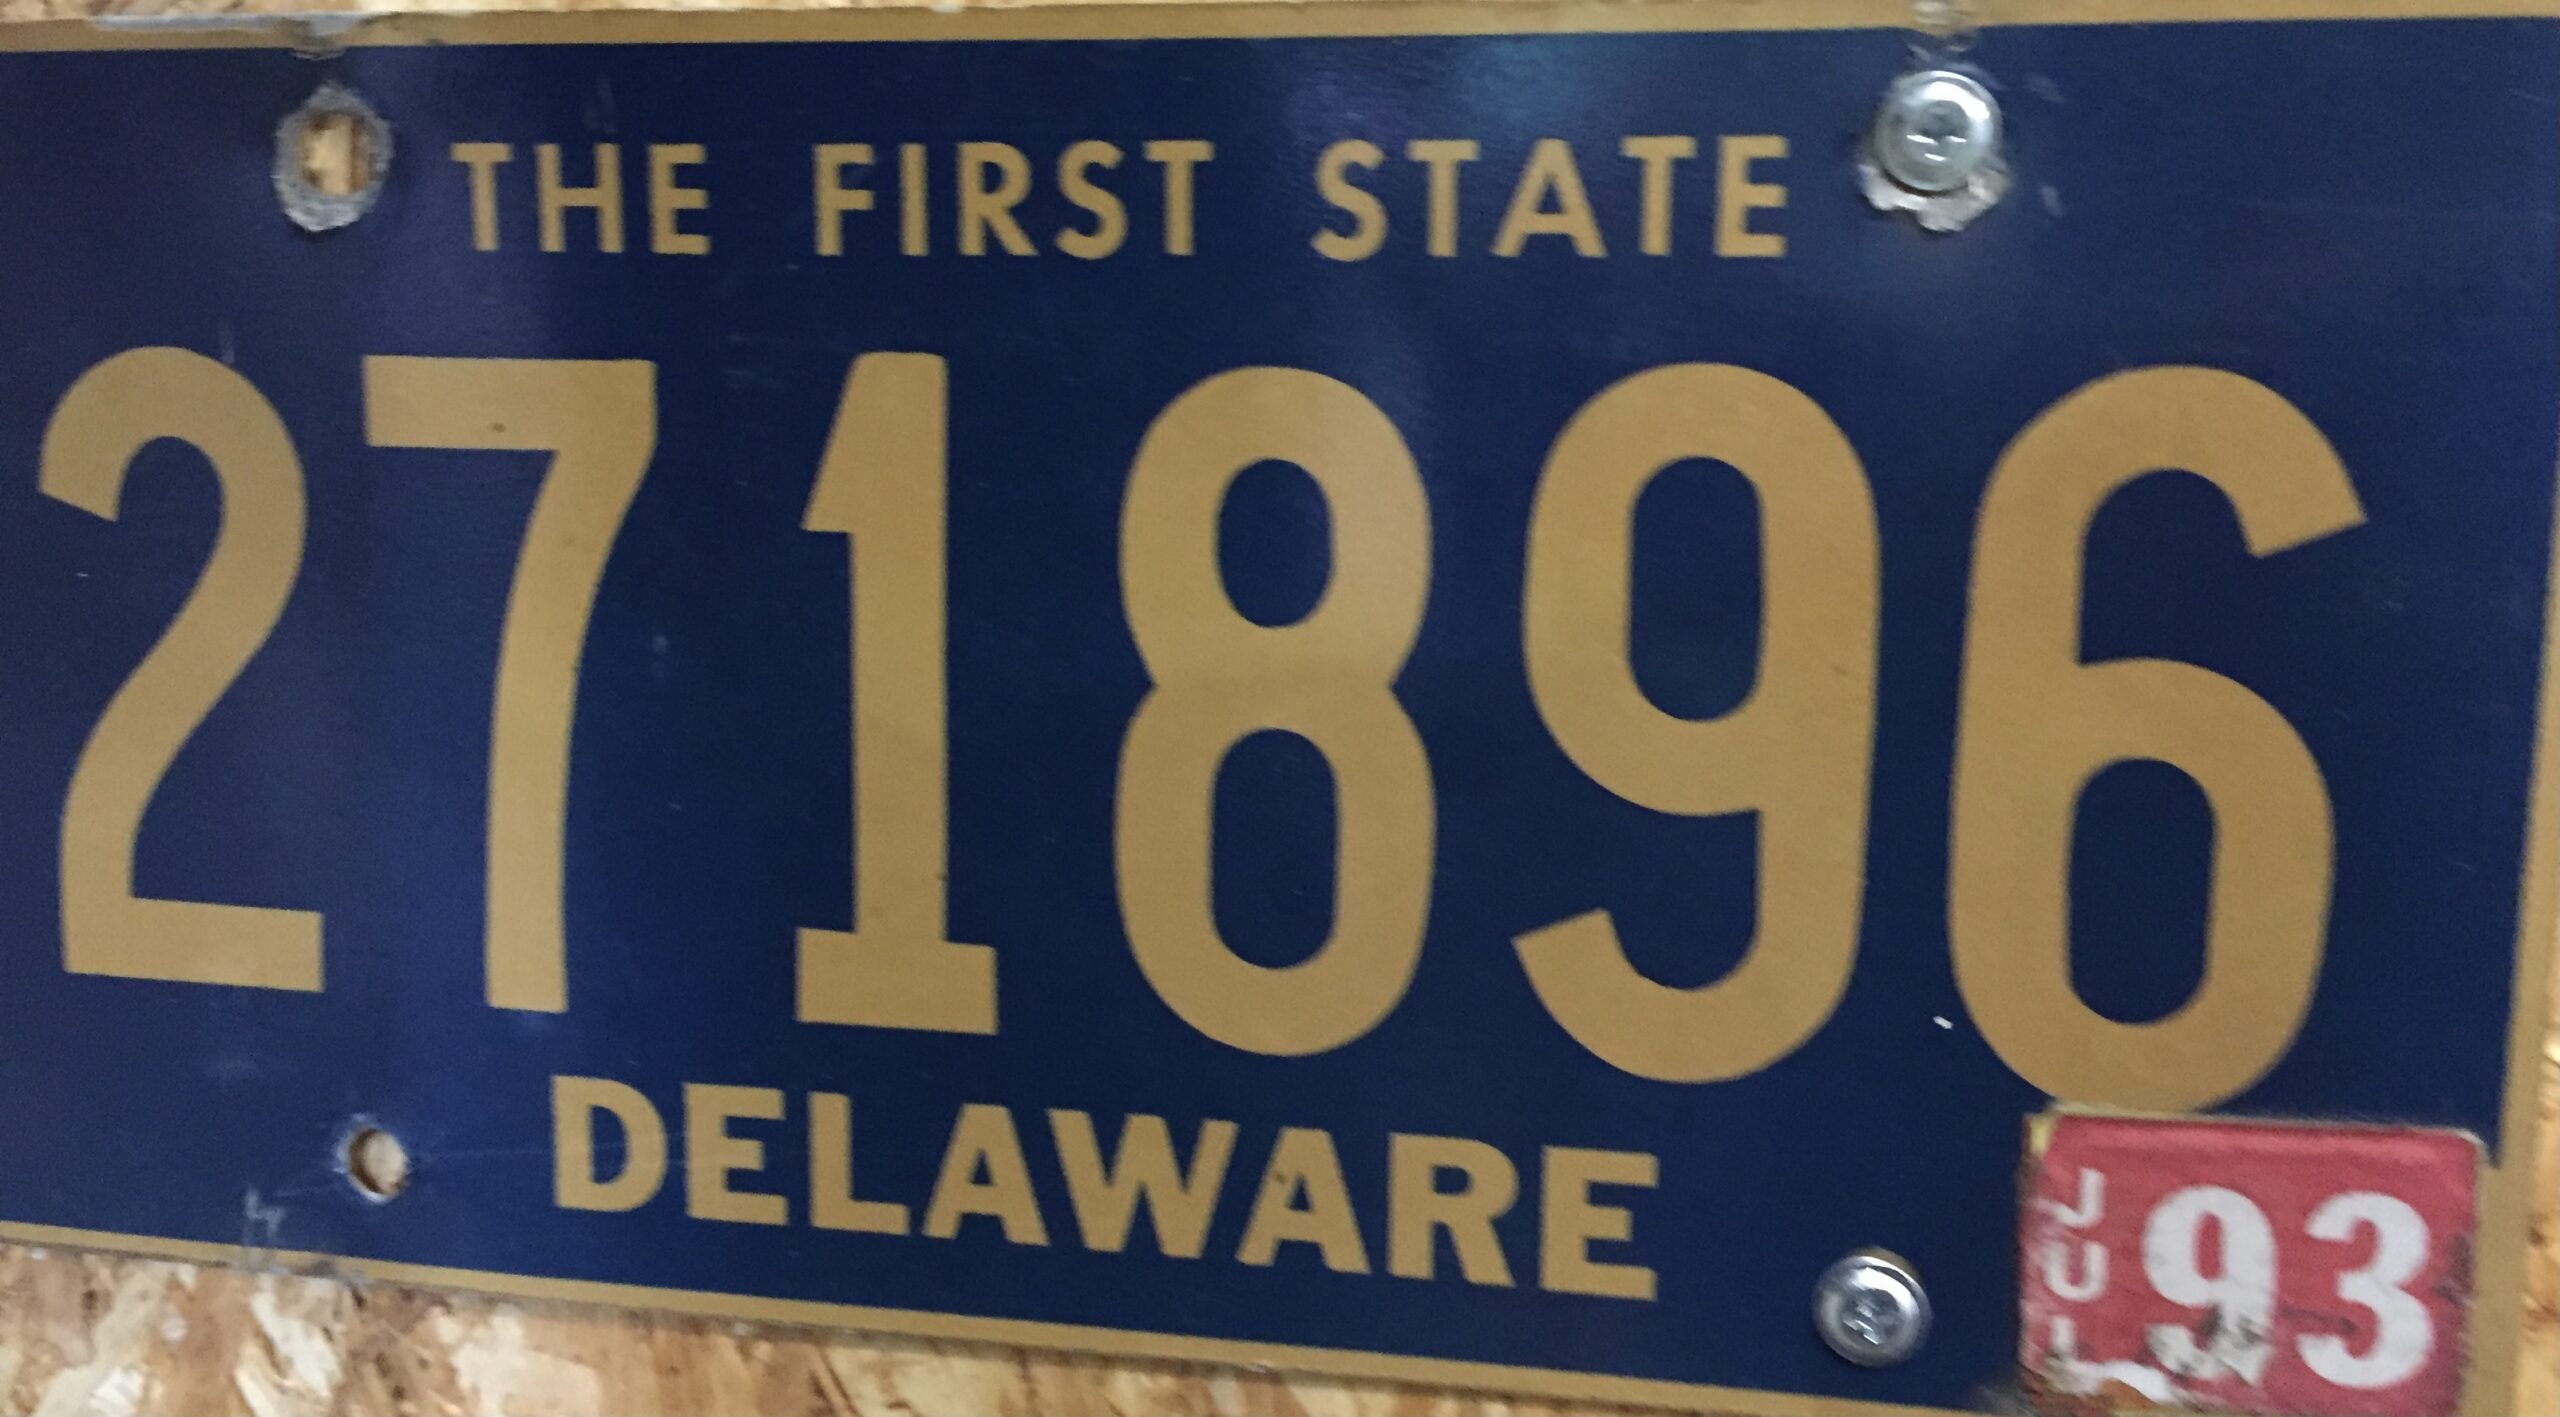 THE FIRST STATE
271896
DELAWARE
JUL
93